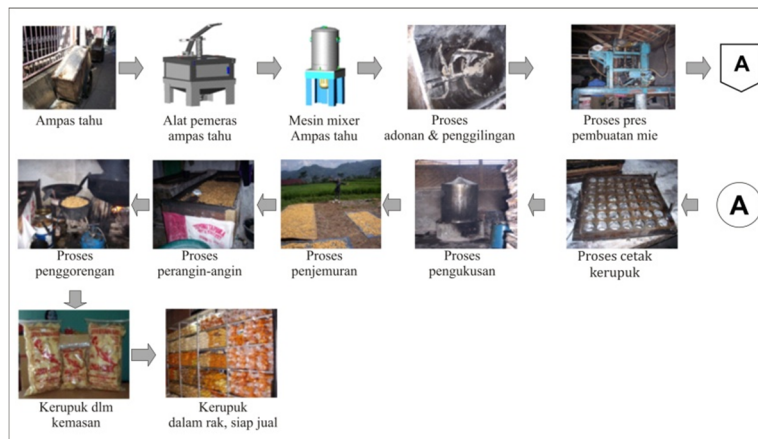 Ampas tahu
Alat pemeras
ampas tahu
Mesin mixer
Ampas tahu
Proses
adonan & penggilingan
Proses pres
pembuatan mie
A
A
Proses cetak
kerupuk
Proses
pengukusan
Proses
penjemuran
Proses
perangin-angin
Proses
penggorengan
Kerupuk dlm
kemasan
Kerupuk
dalam rak, siap jual